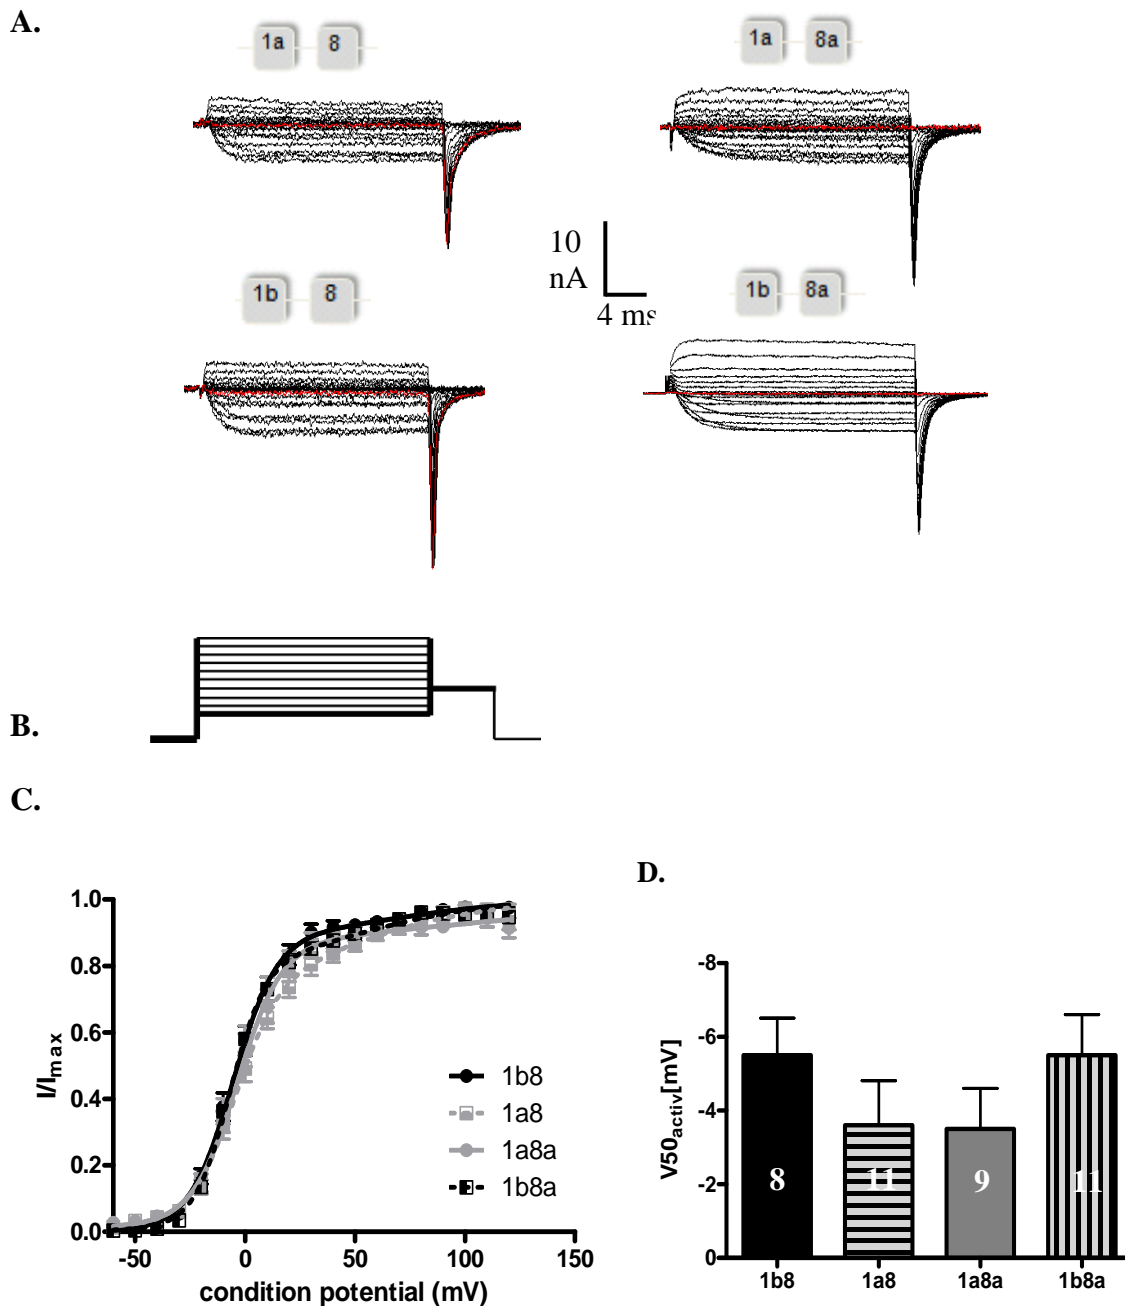 A.
1a 8
1a 8a
10
nA
4 ms
1b 8
1b 8a
B.
C.
D.
I/Imax
1.0
0.8
0.6
0.4
0.2
0.0
-50 0 50 100 150
condition potential (mV)
1b8
1a8
1a8a
1b8a
V50activ[mV]
-8
-6
-4
-2
0
8 11 9 11
1b8 1a8 1a8a 1b8a